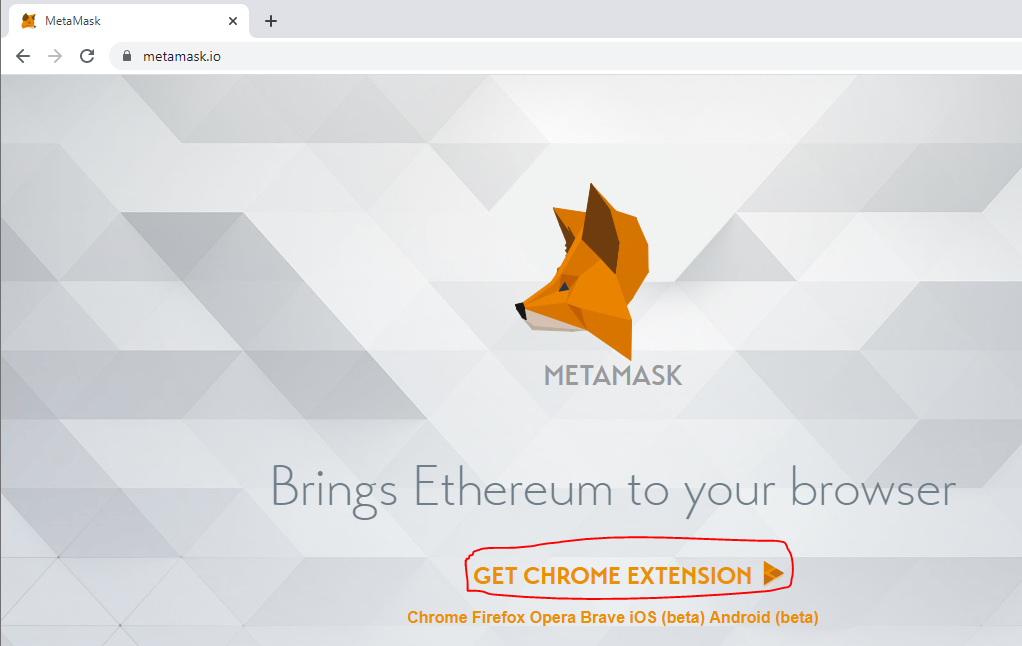 MetaMask
metamask.io
METAMASK
Brings Ethereum to your browser
GET CHROME EXTENSION
Chrome Firefox Opera Brave iOS (beta) Android (beta)